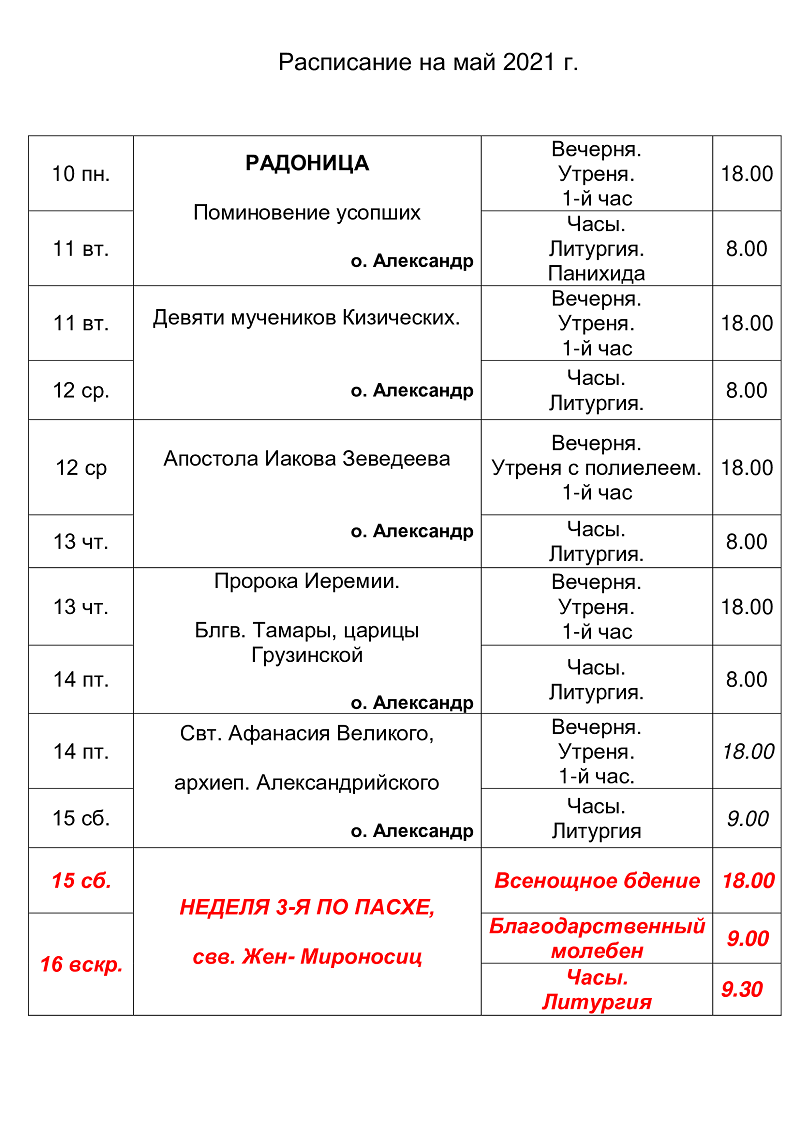 Расписание на май 2021 г.
10 пн.
РАДОНИЦА
Поминовение усопших
о. Александр
Вечерня.
Утреня.
1-й час
18.00
11 вт.
Часы.
Литургия.
Панихида
8.00
11 вт.
Девяти мучеников Кизических.
о. Александр
Вечерня.
Утреня.
1-й час
18.00
12 ср.
Часы.
Литургия.
8.00
12 ср
Апостола Иакова Зеведеева
о. Александр
Вечерня.
Утреня с полиелеем.
1-й час
18.00
13 чт.
Часы.
Литургия.
8.00
13 чт.
Пророка Иеремии.
Блгв. Тамары, царицы
Грузинской
о. Александр
Вечерня.
Утреня.
1-й час
18.00
14 пт.
Часы.
Литургия.
8.00
14 пт.
Свт. Афанасия Великого,
архиеп. Александрийского
о. Александр
Вечерня.
Утреня.
1-й час.
18.00
15 сб.
Часы.
Литургия
9.00
15 сб.
НЕДЕЛЯ 3-Я ПО ПАСХЕ,
свв. Жен- Мироносиц
Всенощное бдение
18.00
16 вскр.
Благодарственный
молебен
9.00
Часы.
Литургия
9.30